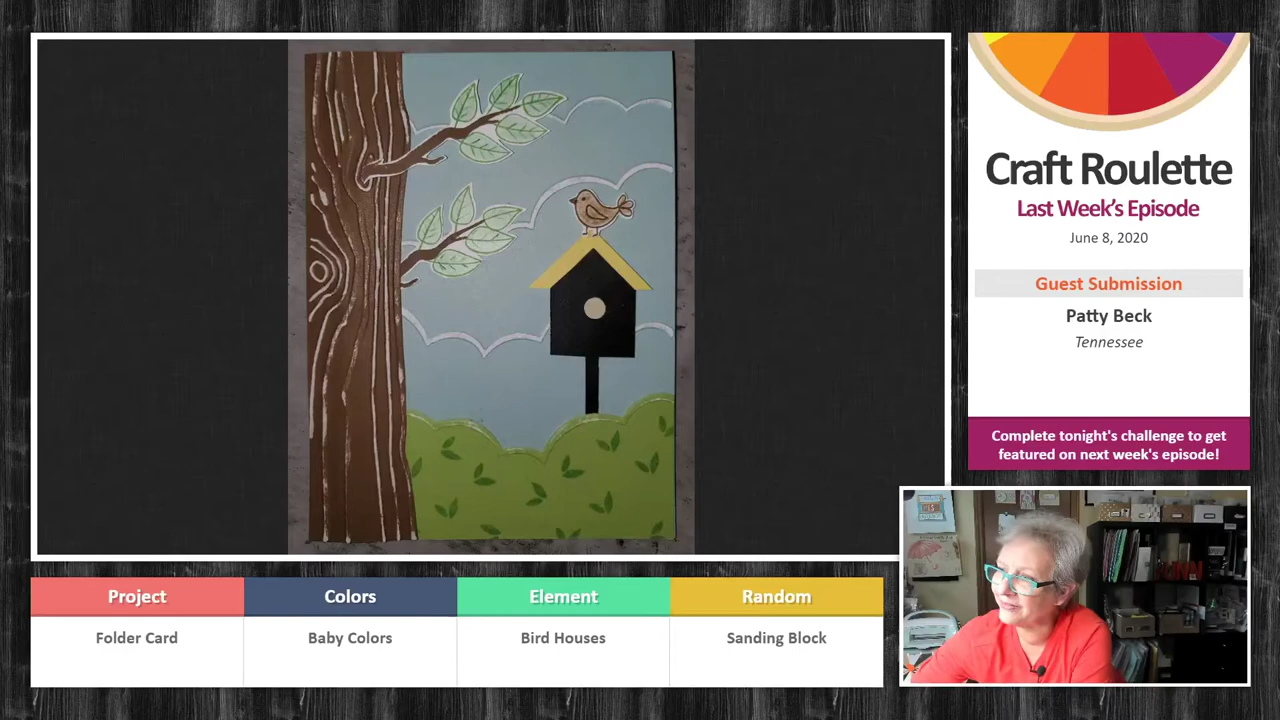 Craft Roulette
Last Week's Episode
June 8, 2020
Guest Submission
Patty Beck
Tennessee
Complete tonight's challenge to get
featured on next week's episode!
Project
Colors
Element
Random
Folder Card
Baby Colors
Bird Houses
Sanding Block